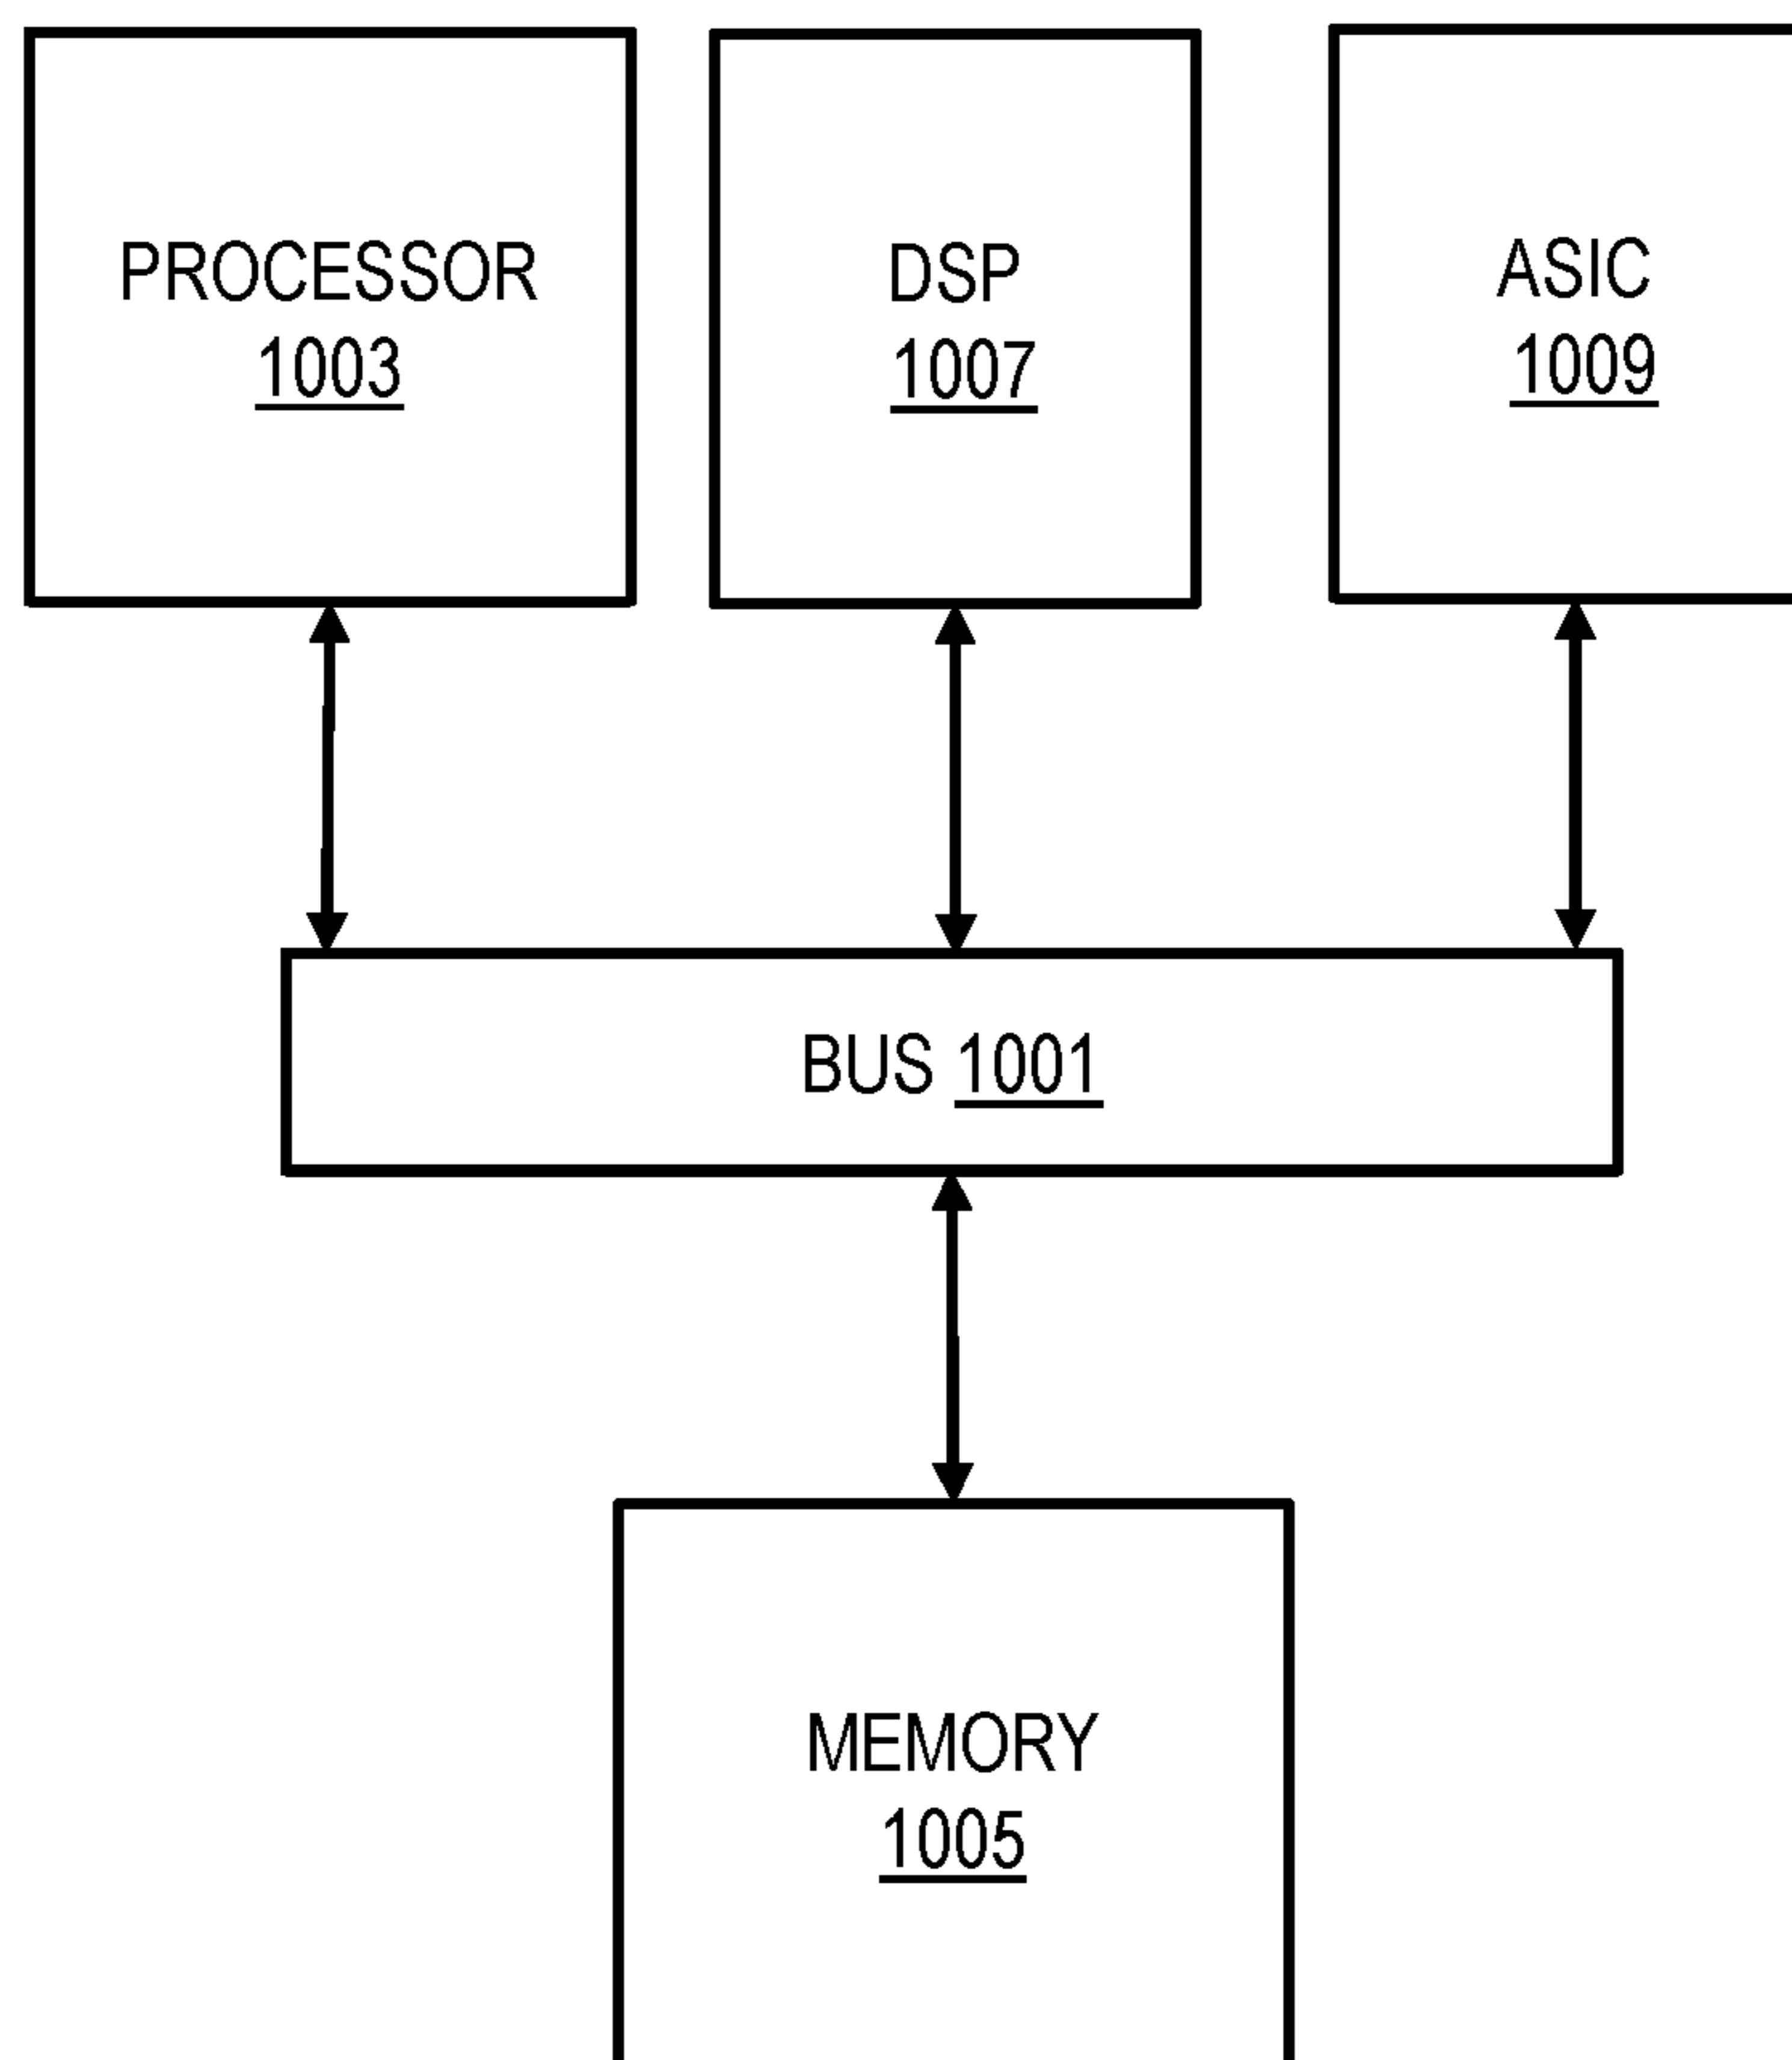 PROCESSOR
1003
DSP
1007
ASIC
1009
BUS 1001
MEMORY
1005